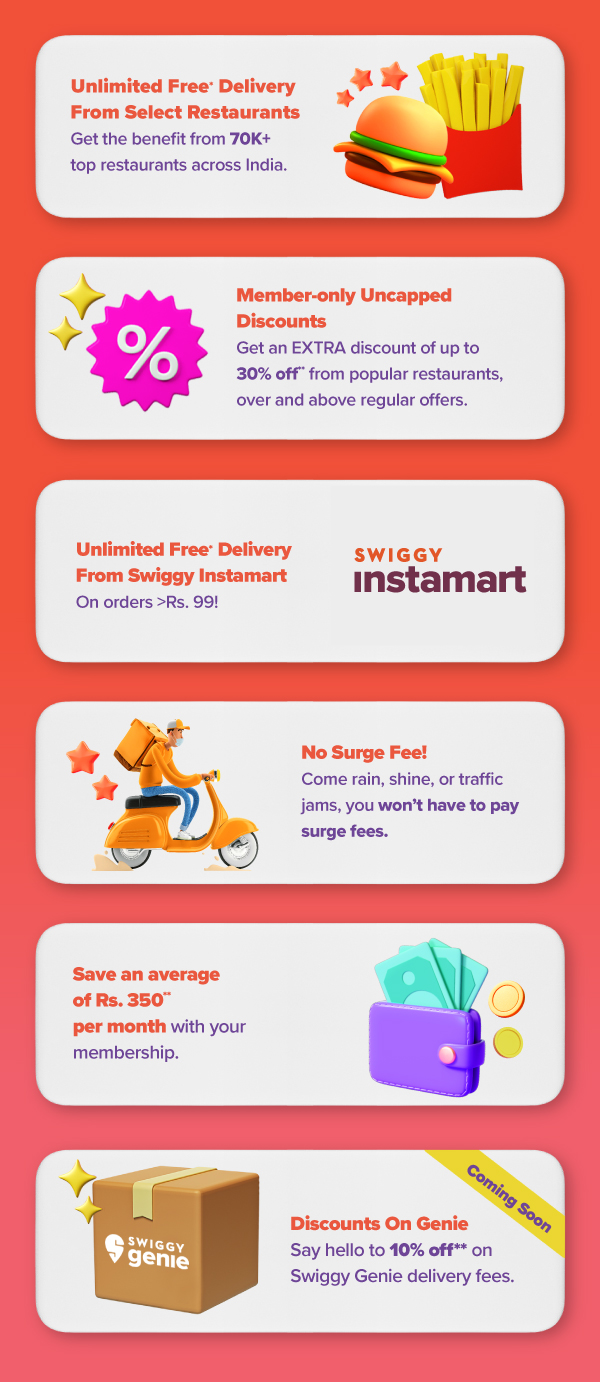 Unlimited Free* Delivery
From Select Restaurants
Get the benefit from 70K+
top restaurants across India.
%
Member-only Uncapped
Discounts
Get an EXTRA discount of up to
30% off** from popular restaurants,
over and above regular offers.
Unlimited Free* Delivery
From Swiggy Instamart
On orders >Rs. 99!
SWIGGY
instamart
No Surge Fee!
Come rain, shine, or traffic
jams, you won't have to pay
surge fees.
Save an average
of Rs. 350**
per month with your
membership.
Coming Soon
SWIGGY
genie
Discounts On Genie
Say hello to 10% off** on
Swiggy Genie delivery fees.